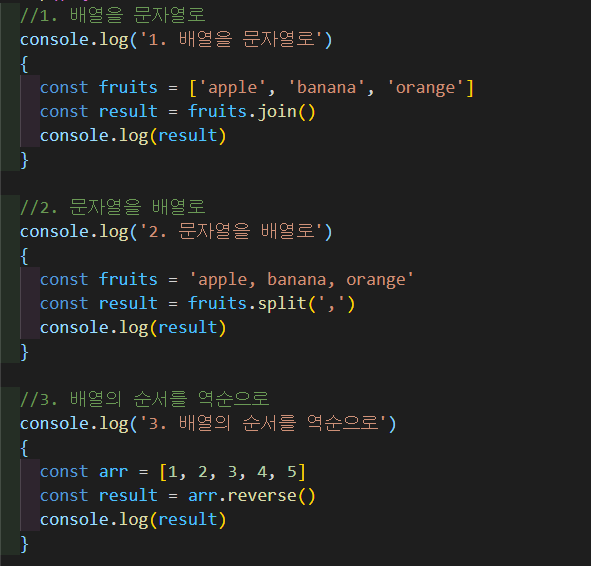 //1. 배열을 문자열로
console.log('1. 배열을 문자열로')
{
  const fruits = ['apple', 'banana', 'orange']
  const result = fruits.join()
  console.log(result)
}

//2. 문자열을 배열로
console.log('2. 문자열을 배열로')
{
  const fruits = 'apple, banana, orange'
  const result = fruits.split(',')
  console.log(result)
}

//3. 배열의 순서를 역순으로
console.log('3. 배열의 순서를 역순으로')
{
  const arr = [1, 2, 3, 4, 5]
  const result = arr.reverse()
  console.log(result)
}